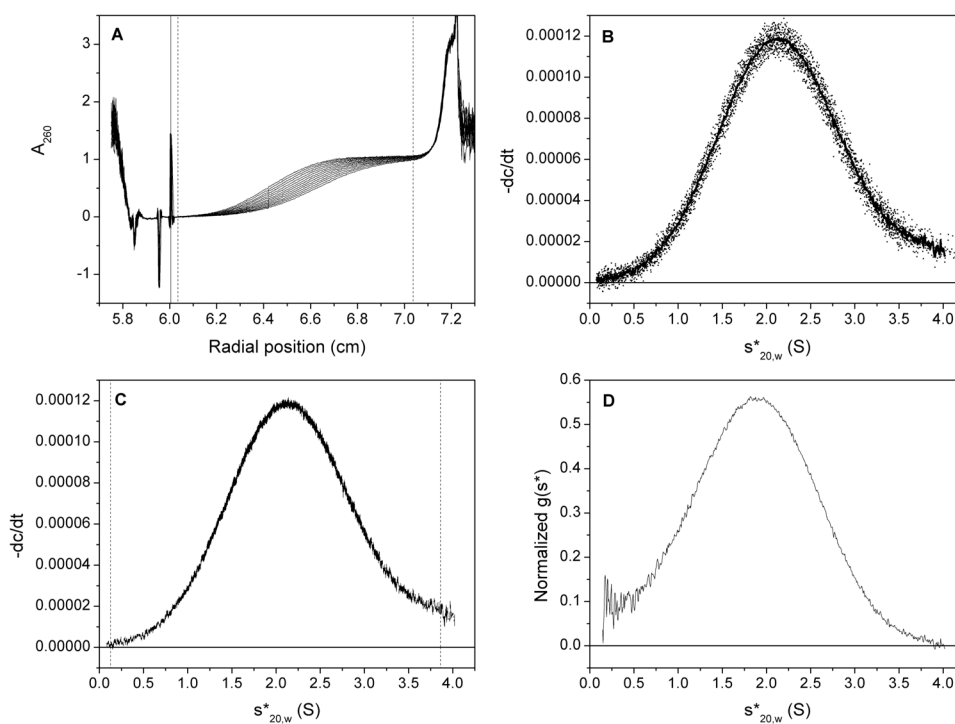 A
3
2
1
0
-1
A260
5.8 6.0 6.2 6.4 6.6 6.8 7.0 7.2
Radial position (cm)
B
0.00012
0.00010
0.00008
0.00006
0.00004
0.00002
0.00000
-dc/dt
0.0 0.5 1.0 1.5 2.0 2.5 3.0 3.5 4.0
s*20,w (S)
C
0.00012
0.00010
0.00008
0.00006
0.00004
0.00002
0.00000
-dc/dt
0.0 0.5 1.0 1.5 2.0 2.5 3.0 3.5 4.0
s*20,w (S)
D
0.6
0.5
0.4
0.3
0.2
0.1
0.0
Normalized g(s*)
0.0 0.5 1.0 1.5 2.0 2.5 3.0 3.5 4.0
s*20,w (S)